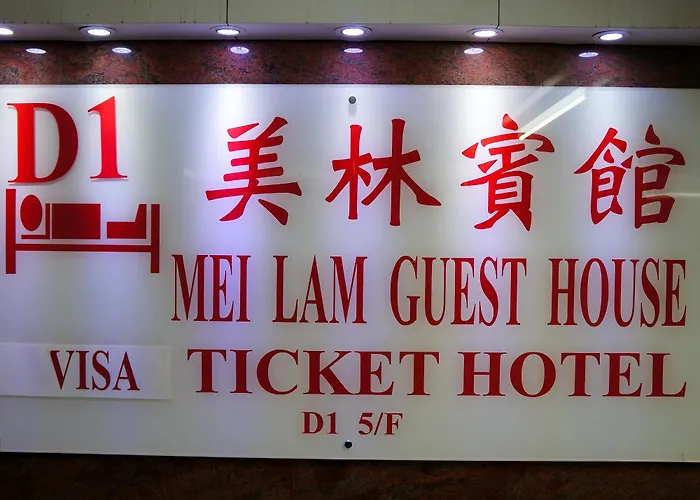 D1 美林賓館
MEI LAM GUEST HOUSE
VISA TICKET HOTEL
D1 5/F